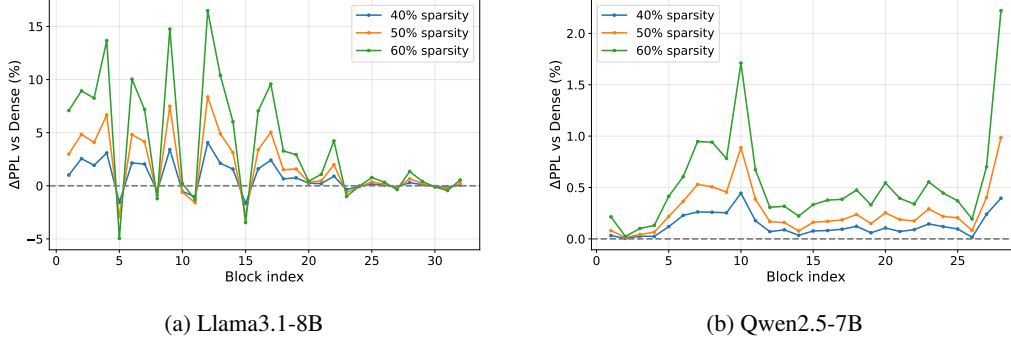 15
10
5
0
−5
0
5
10
15
20
25
30
ΔPPL vs Dense (%)
Block index
40% sparsity
50% sparsity
60% sparsity
(a) Llama3.1-8B
2.0
1.5
1.0
0.5
0.0
0
5
10
15
20
25
ΔPPL vs Dense (%)
Block index
40% sparsity
50% sparsity
60% sparsity
(b) Qwen2.5-7B